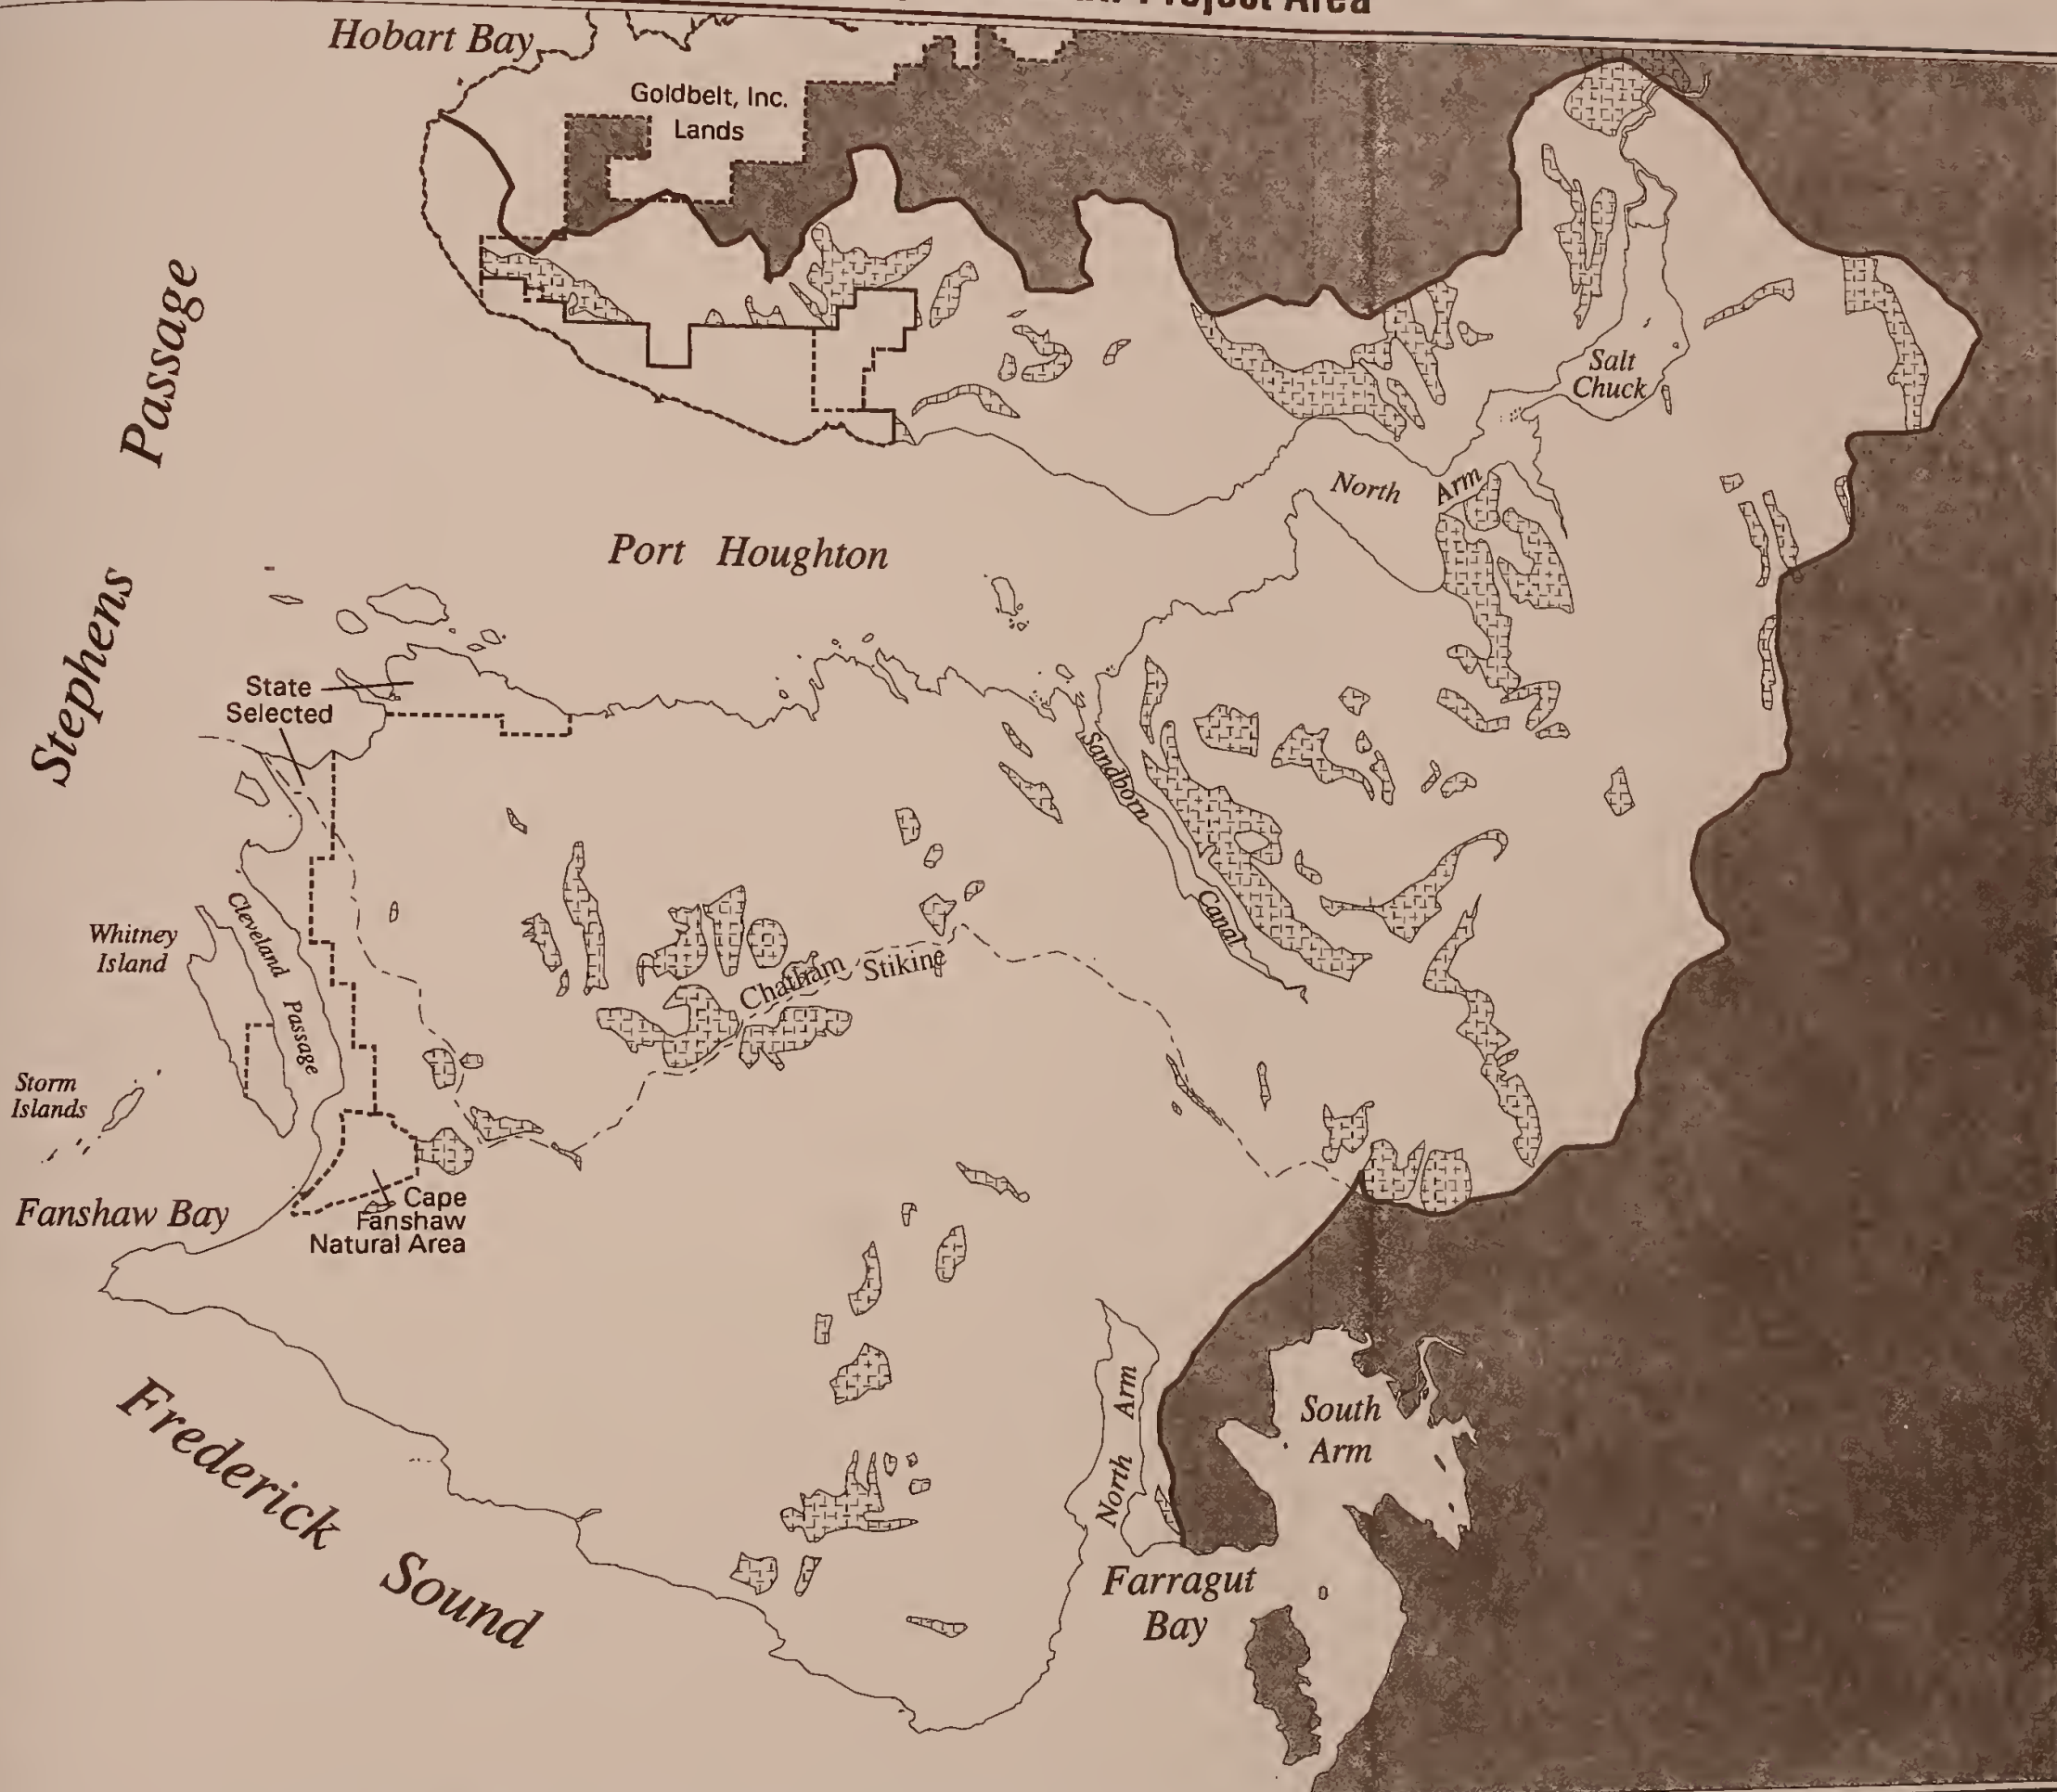 Project Area
Hobart Bay
Goldbelt, Inc.
Lands
Stephens Passage
Salt
Chuck
North Arm
Port Houghton
State
Selected
Sandborn
Canal
Whitney
Island
Cleveland
Passage
Chatham
Stikine
Storm
Islands
Fanshaw Bay
Cape
Fanshaw
Natural Area
North Arm
South
Arm
Frederick Sound
Farragut
Bay